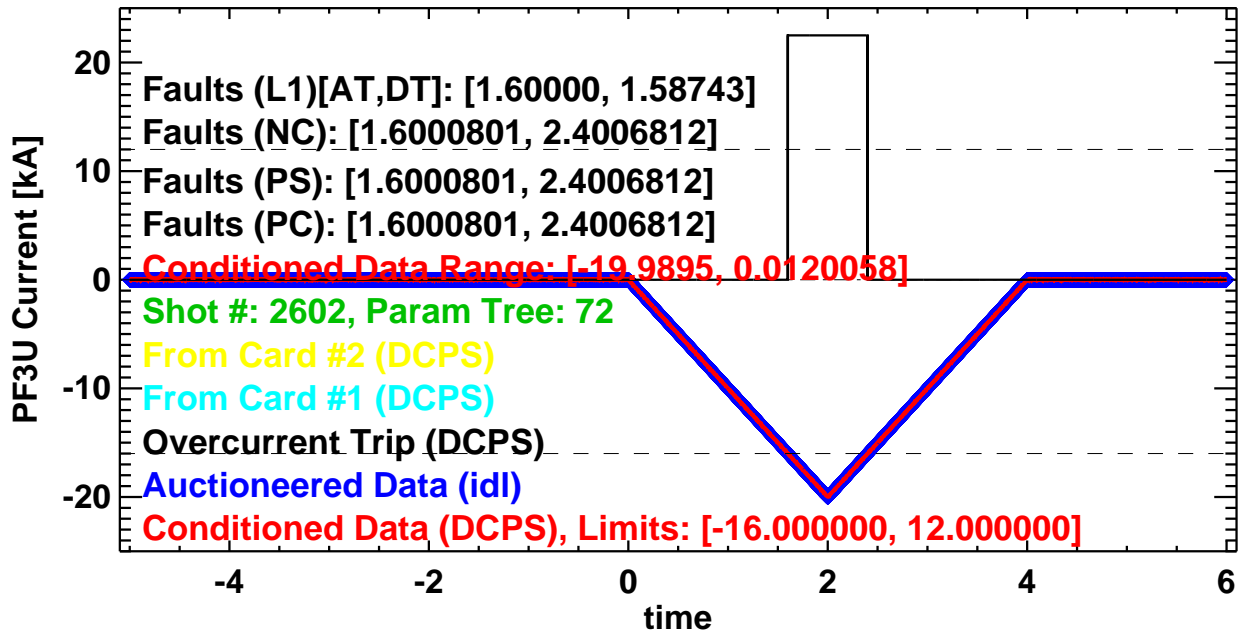 20
10
0
-10
-20
PF3U Current [kA]
Faults (L1)[AT,DT]: [1.60000, 1.58743]
Faults (NC): [1.6000801, 2.4006812]
Faults (PS): [1.6000801, 2.4006812]
Faults (PC): [1.6000801, 2.4006812]
Conditioned Data Range: [-19.9895, 0.0120058]
Shot #: 2602, Param Tree: 72
From Card #2 (DCPS)
From Card #1 (DCPS)
Overcurrent Trip (DCPS)
Auctioneered Data (idl)
Conditioned Data (DCPS), Limits: [-16.000000, 12.000000]
-4
-2
0
2
4
6
time